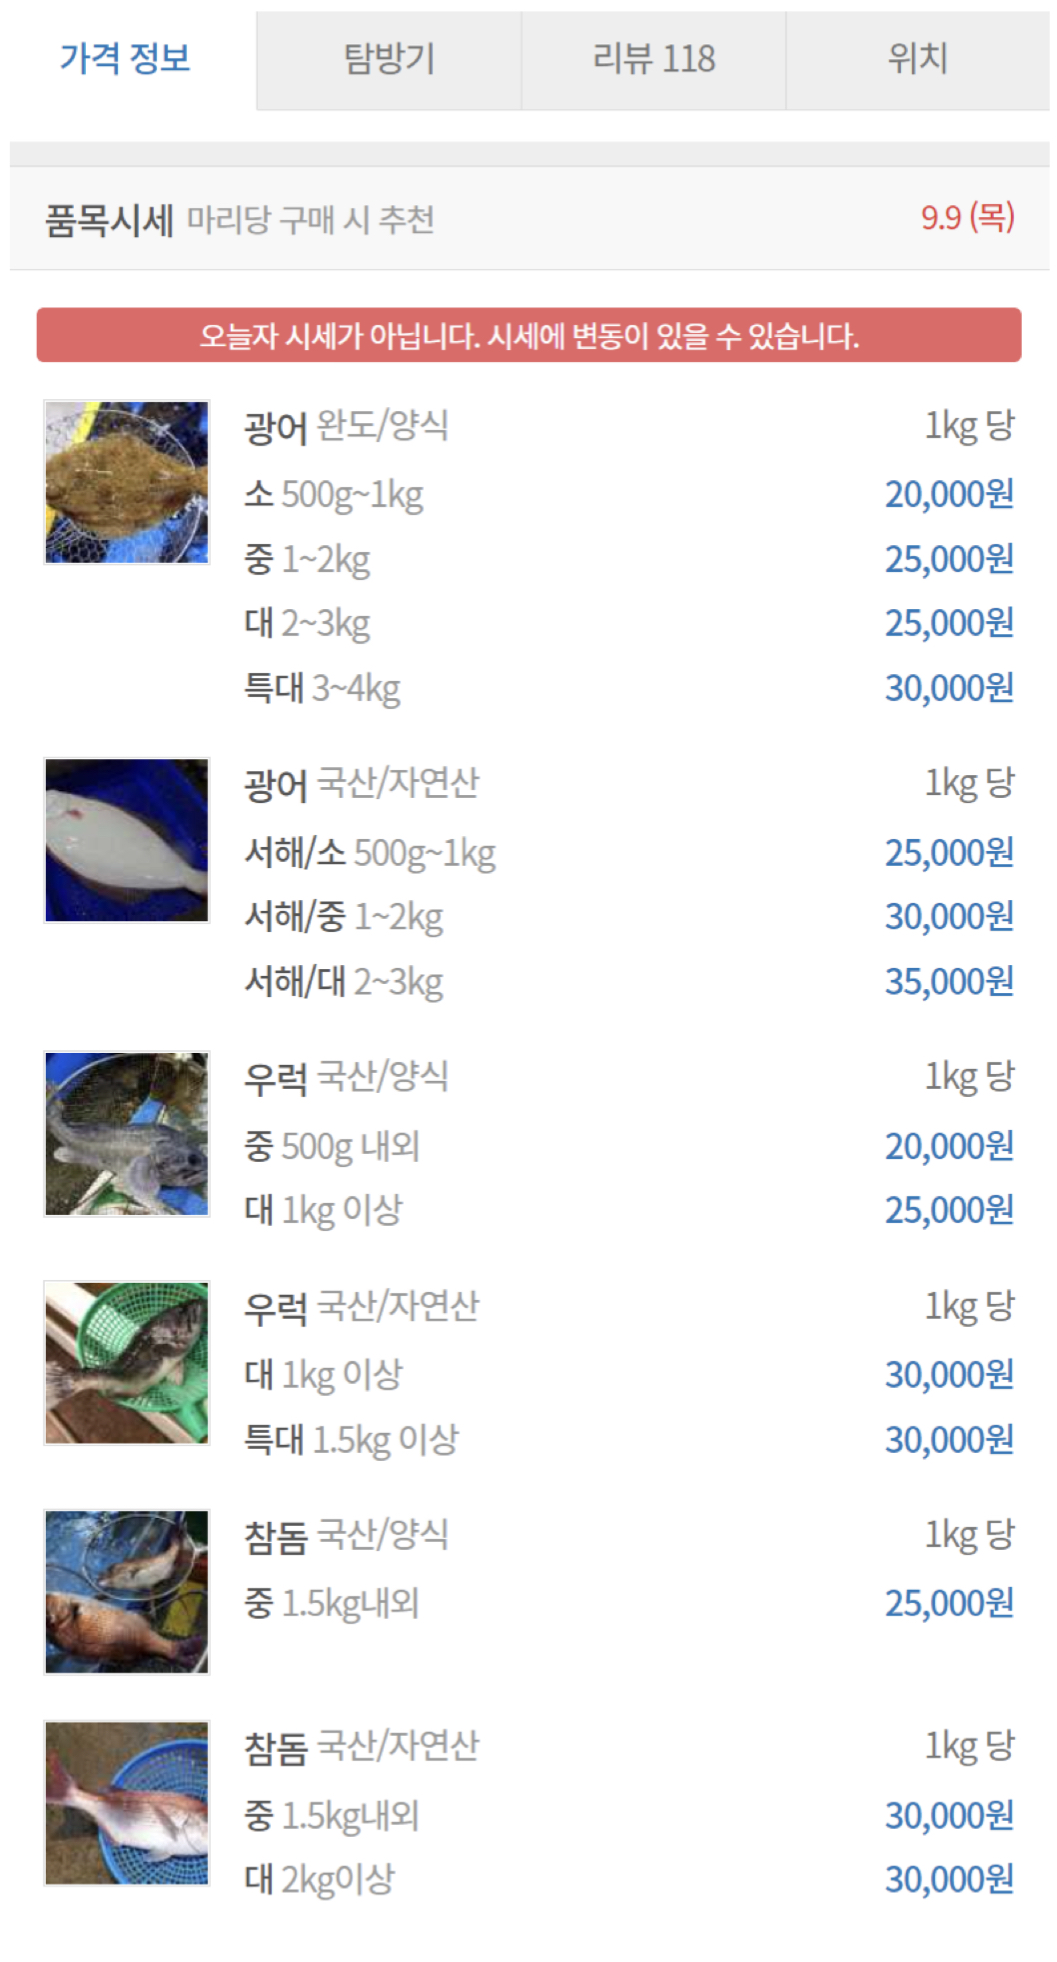 가격 정보 탐방기 리뷰 118 위치
품목시세 마리당 구매 시 추천 9.9 (목)
오늘자 시세가 아닙니다. 시세에 변동이 있을 수 있습니다.
광어 완도/양식 1kg 당
소 500g~1kg 20,000원
중 1~2kg 25,000원
대 2~3kg 25,000원
특대 3~4kg 30,000원
광어 국산/자연산 1kg 당
서해/소 500g~1kg 25,000원
서해/중 1~2kg 30,000원
서해/대 2~3kg 35,000원
우럭 국산/양식 1kg 당
중 500g 내외 20,000원
대 1kg 이상 25,000원
우럭 국산/자연산 1kg 당
대 1kg 이상 30,000원
특대 1.5kg 이상 30,000원
참돔 국산/양식 1kg 당
중 1.5kg내외 25,000원
참돔 국산/자연산 1kg 당
중 1.5kg내외 30,000원
대 2kg이상 30,000원